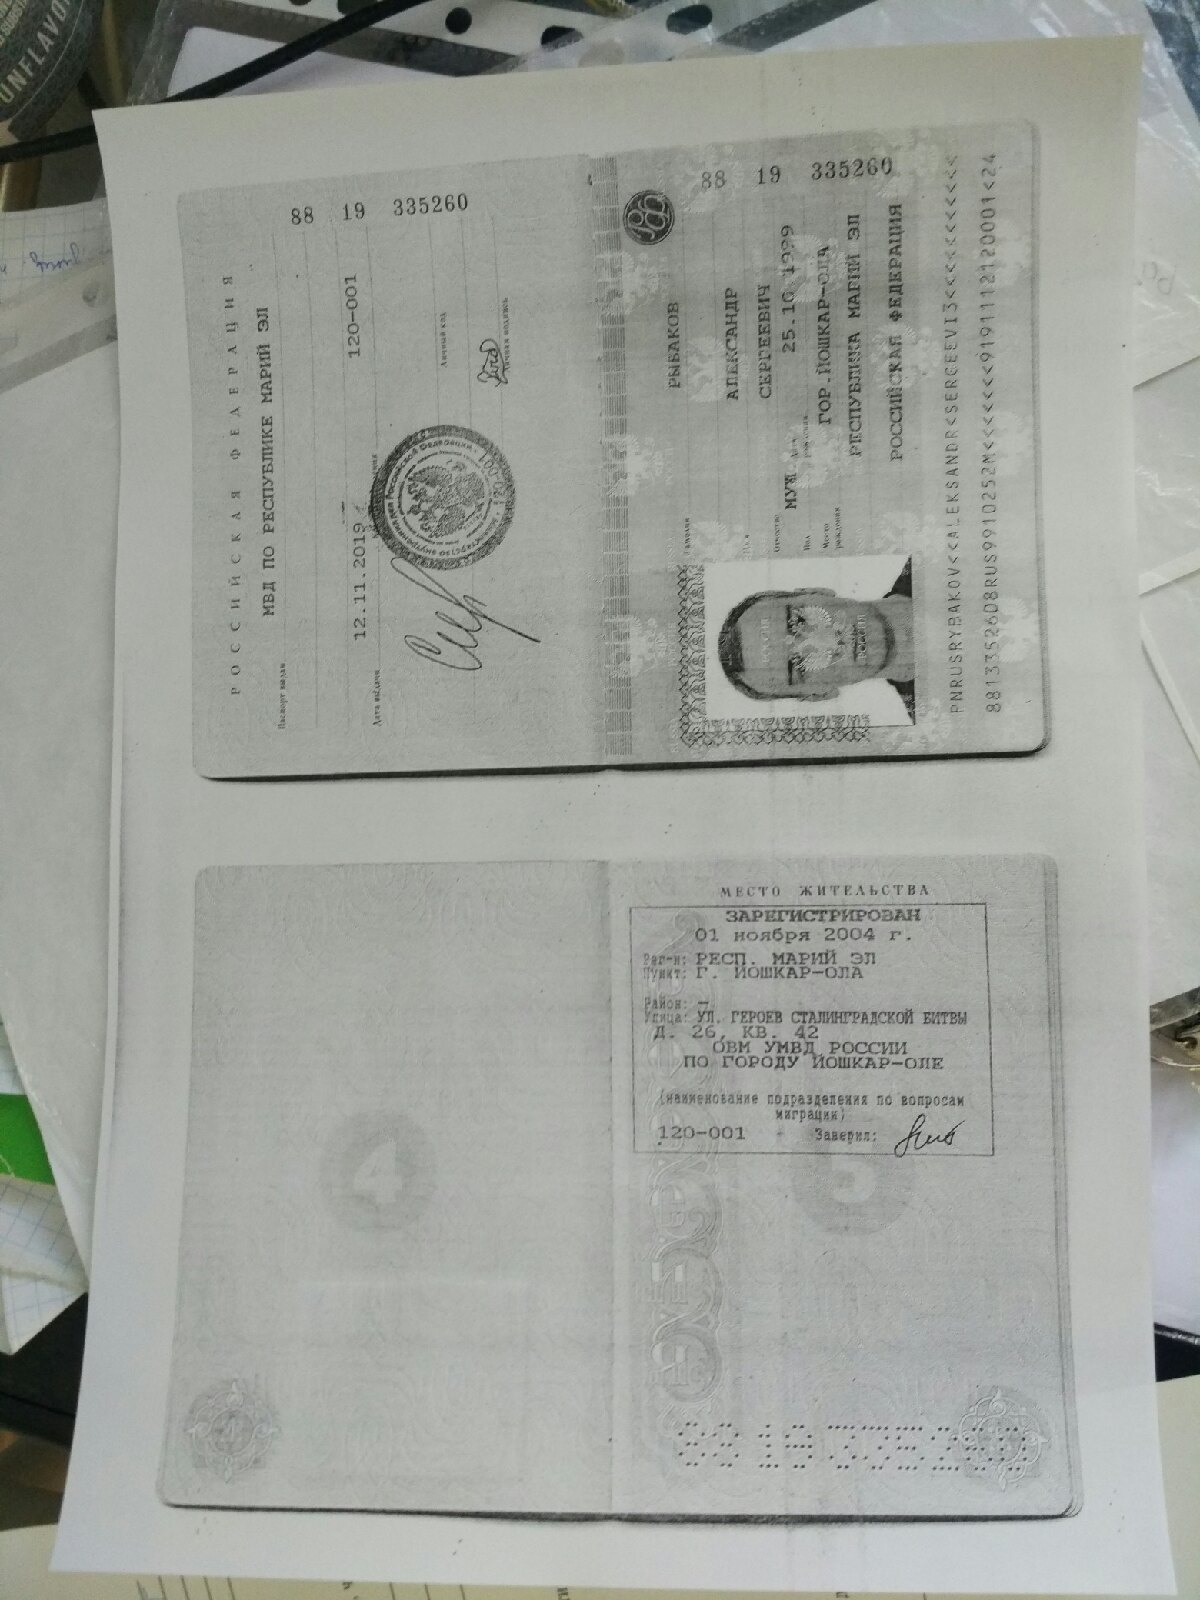 UNFLAVOR
РОССИЙСКАЯ ФЕДЕРАЦИЯ
Паспорт выдан
МВД ПО РЕСПУБЛИКЕ МАРИЙ ЭЛ
Дата выдачи
12.11.2019
120-001
Личный код
Личная подпись
88 19 335260
88 19 335260
Фамилия
РЫБАКОВ
Имя
АЛЕКСАНДР
Отчество
СЕРГЕЕВИЧ
Пол
МУЖ.
Дата рождения
25.10.1999
Место рождения
ГОР. ЙОШКАР-ОЛА
РЕСПУБЛИКА МАРИЙ ЭЛ
РОССИЙСКАЯ ФЕДЕРАЦИЯ
PNRUSRYBAKOV<<ALEKSANDR<SERGEEVI3<<<<<<<<<<<
8813352608RUS9910252M<<<<<<<9191112120001<24
МЕСТО ЖИТЕЛЬСТВА
ЗАРЕГИСТРИРОВАН
01 ноября 2004 г.
Рег-н: РЕСП. МАРИЙ ЭЛ
Пункт: Г. ЙОШКАР-ОЛА
Район: —
Улица: УЛ. ГЕРОЕВ СТАЛИНГРАДСКОЙ БИТВЫ
Д. 26, КВ. 42
ОВМ УМВД РОССИИ
ПО ГОРОДУ ЙОШКАР-ОЛЕ
(наименование подразделения по вопросам
миграции)
120-001 Заверил:
4
5
88 19 335260